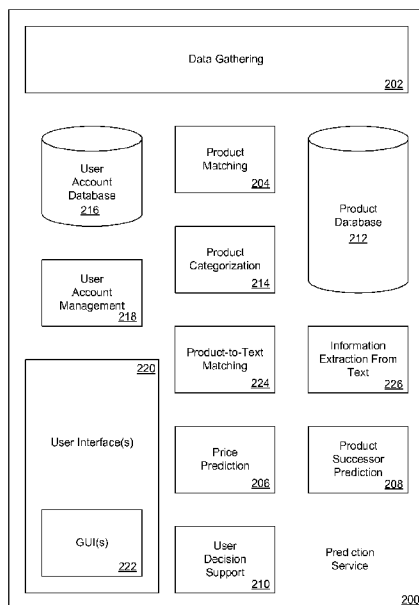 Data Gathering
202
User
Account
Database
216
Product
Matching
204
Product
Database
212
Product
Categorization
214
User
Account
Management
218
Product-to-Text
Matching
224
Information
Extraction From
Text
226
220
User Interface(s)
GUI(s)
222
Price
Prediction
206
Product
Successor
Prediction
208
User
Decision
Support
210
Prediction
Service
200